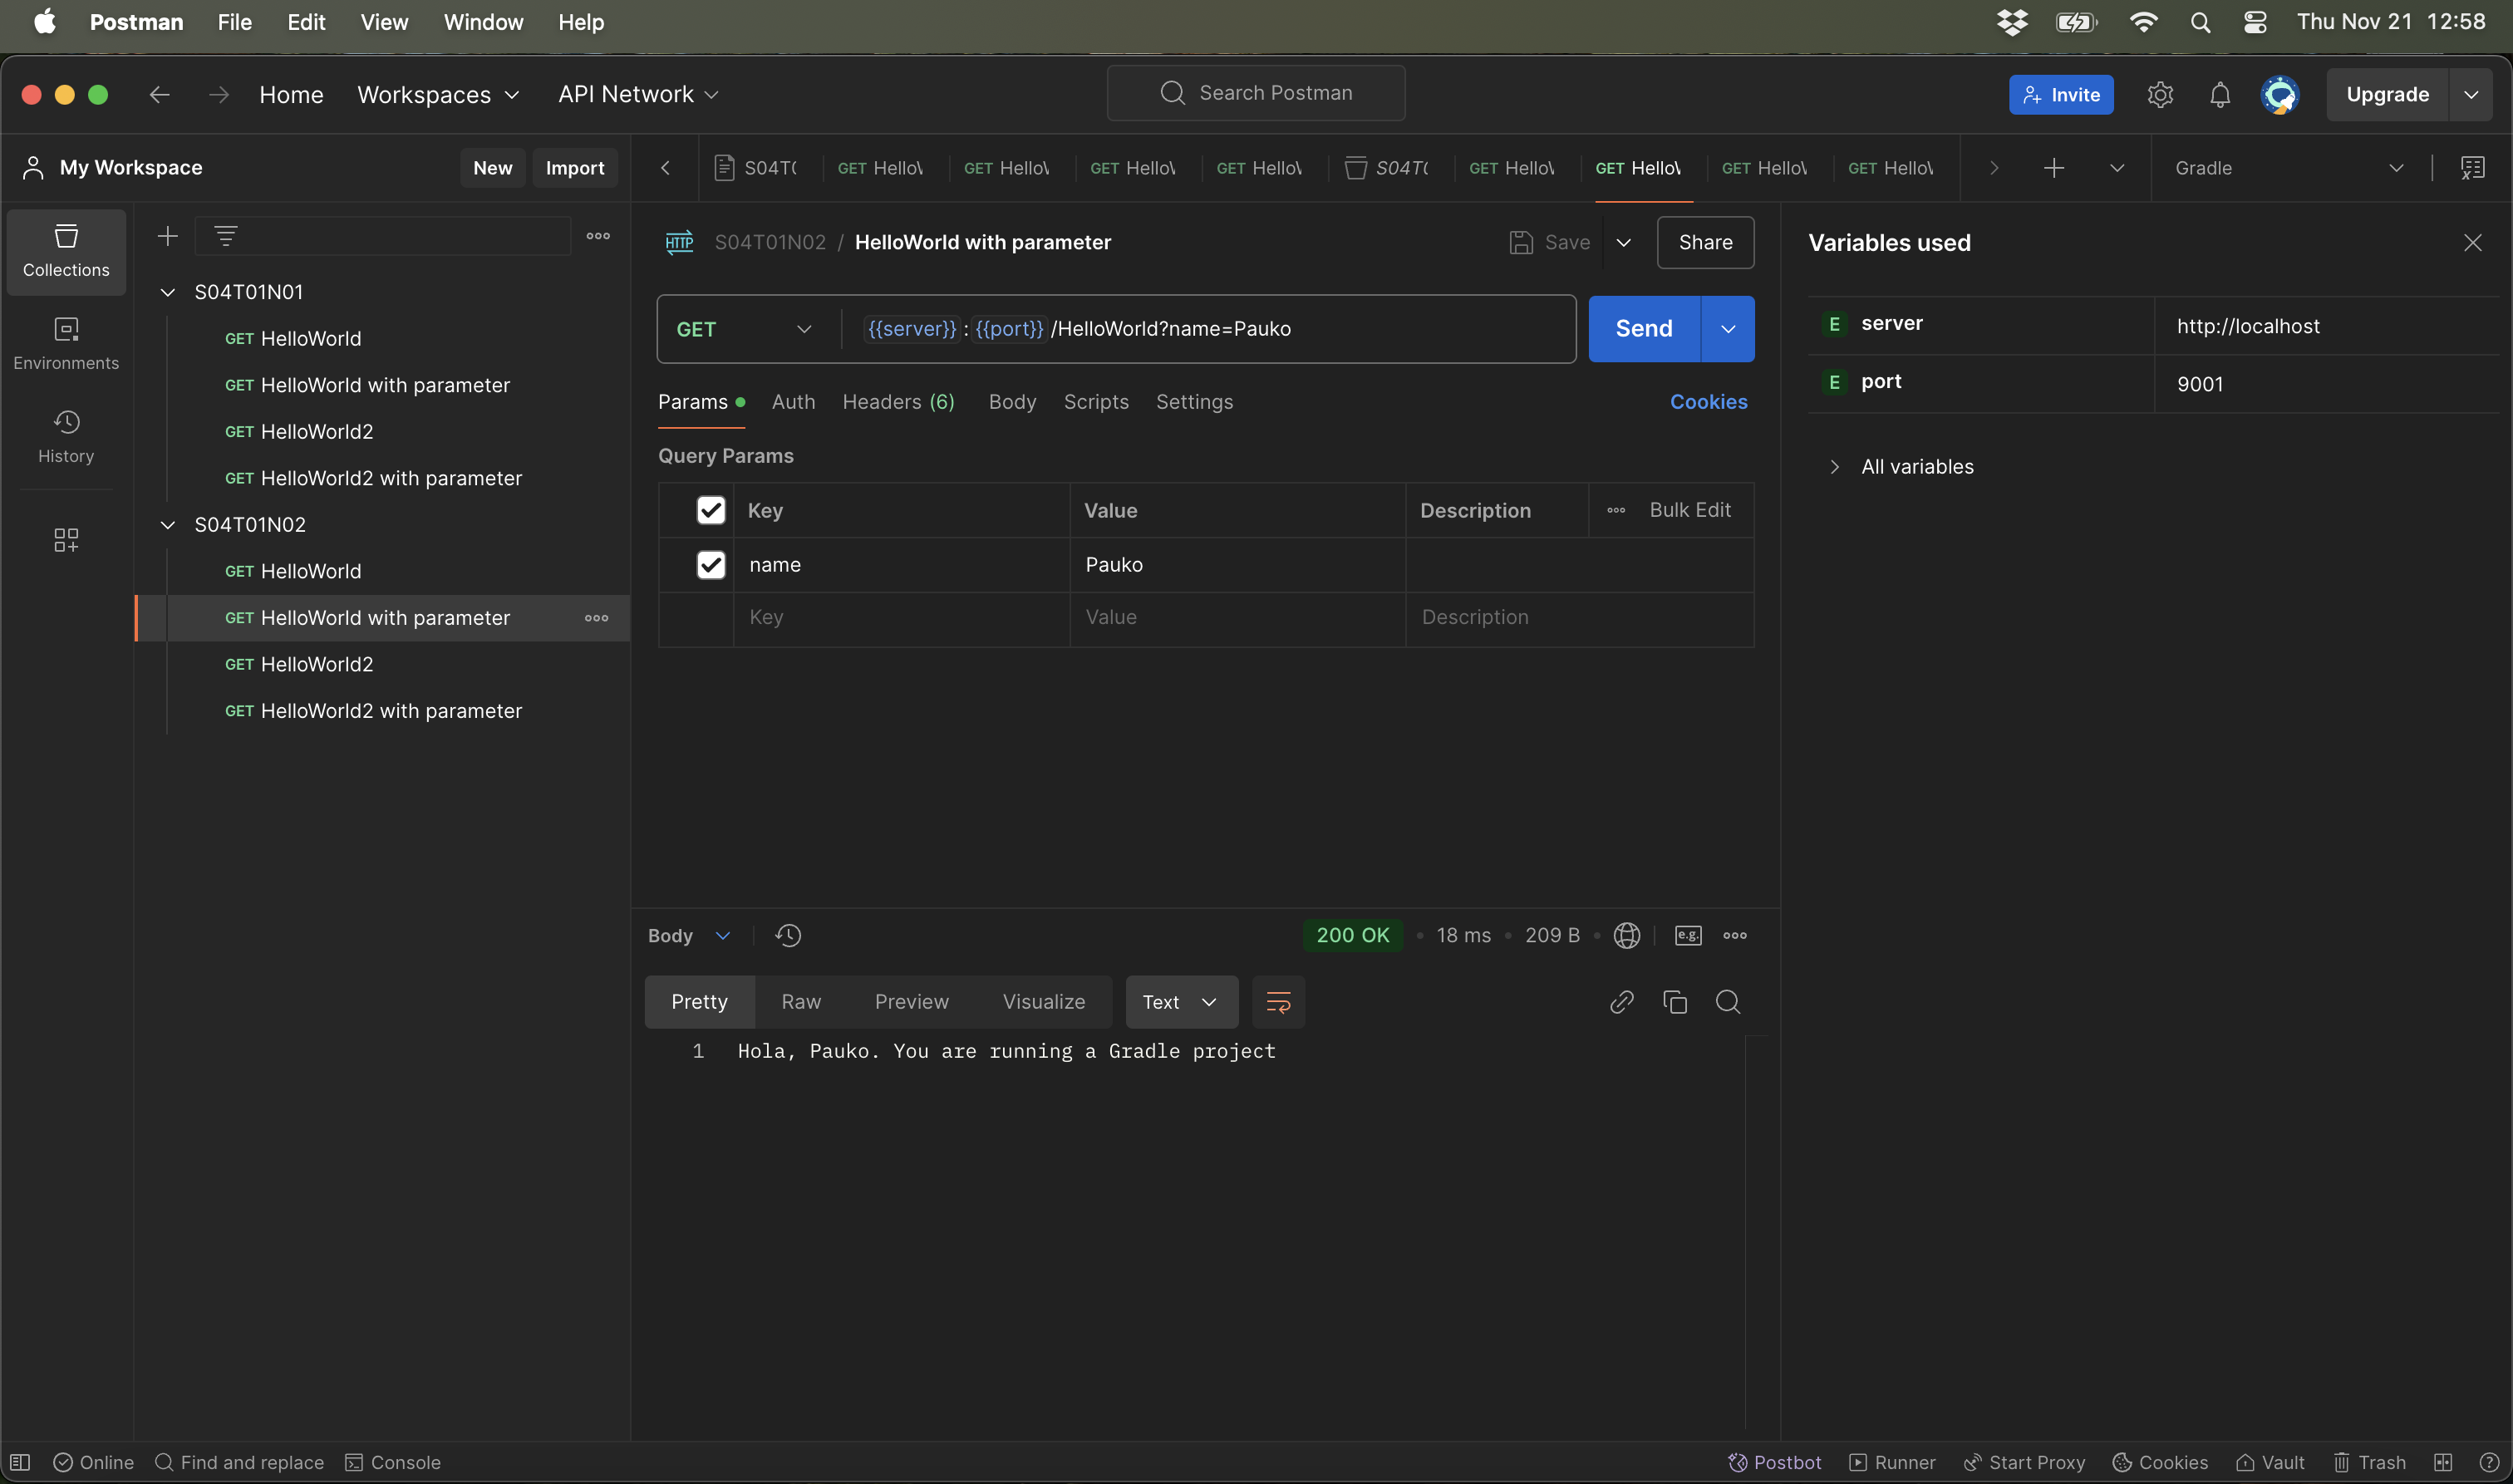 Postman File Edit View Window Help Thu Nov 21 12:58
Home Workspaces API Network Search Postman Invite Upgrade
My Workspace New Import
S04T0 GET Hello GET Hello GET Hello GET Hello S04T0 GET Hello GET Hello GET Hello GET Hello Gradle
Collections
Environments
History
S04T01N01
GET HelloWorld
GET HelloWorld with parameter
GET HelloWorld2
GET HelloWorld2 with parameter
S04T01N02
GET HelloWorld
GET HelloWorld with parameter
GET HelloWorld2
GET HelloWorld2 with parameter
HTTP S04T01N02 / HelloWorld with parameter Save Share
GET {{server}}:{{port}}/HelloWorld?name=Pauko Send
Params Auth Headers (6) Body Scripts Settings Cookies
Query Params
Key Value Description Bulk Edit
name Pauko
Key Value Description
Body 200 OK • 18 ms • 209 B • e.g.
Pretty Raw Preview Visualize Text
1 Hola, Pauko. You are running a Gradle project
Variables used
E server http://localhost
E port 9001
All variables
Online Find and replace Console Postbot Runner Start Proxy Cookies Vault Trash